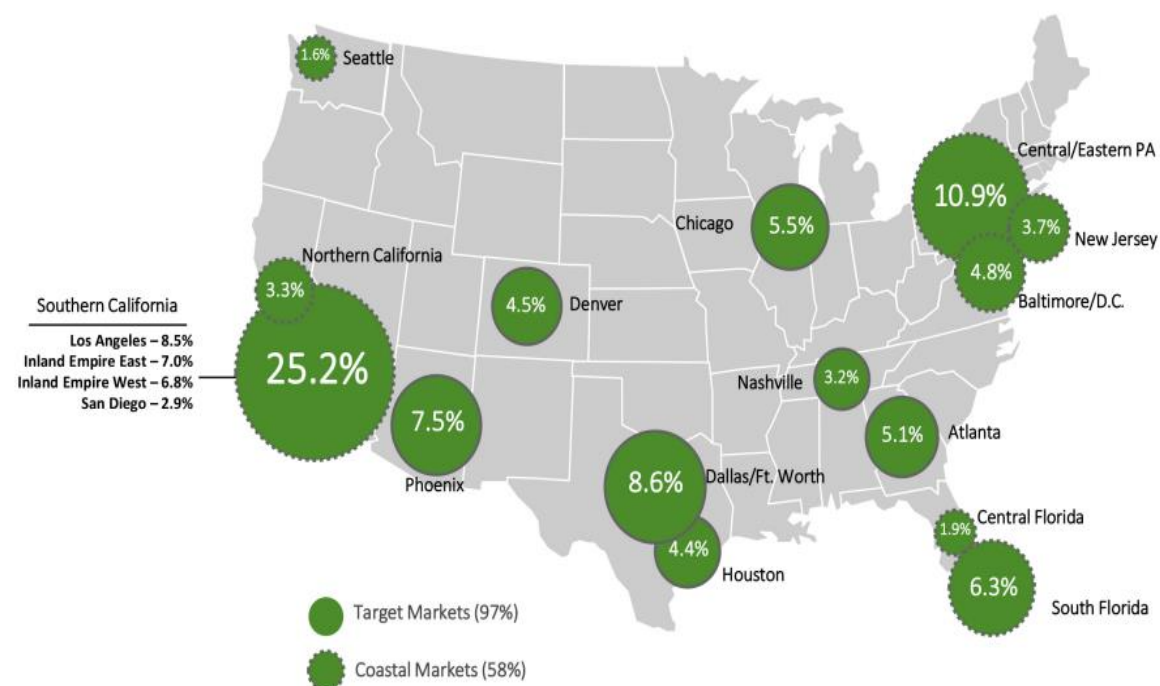 1.6%
Seattle
Central/Eastern PA
10.9%
Chicago
5.5%
3.7%
New Jersey
Northern California
4.8%
3.3%
Baltimore/D.C.
Southern California
4.5%
Denver
Los Angeles – 8.5%
Inland Empire East – 7.0%
Inland Empire West – 6.8%
San Diego – 2.9%
25.2%
Nashville
3.2%
7.5%
5.1%
Atlanta
Phoenix
8.6%
Dallas/Ft. Worth
Central Florida
1.9%
4.4%
Houston
6.3%
South Florida
Target Markets (97%)
Coastal Markets (58%)